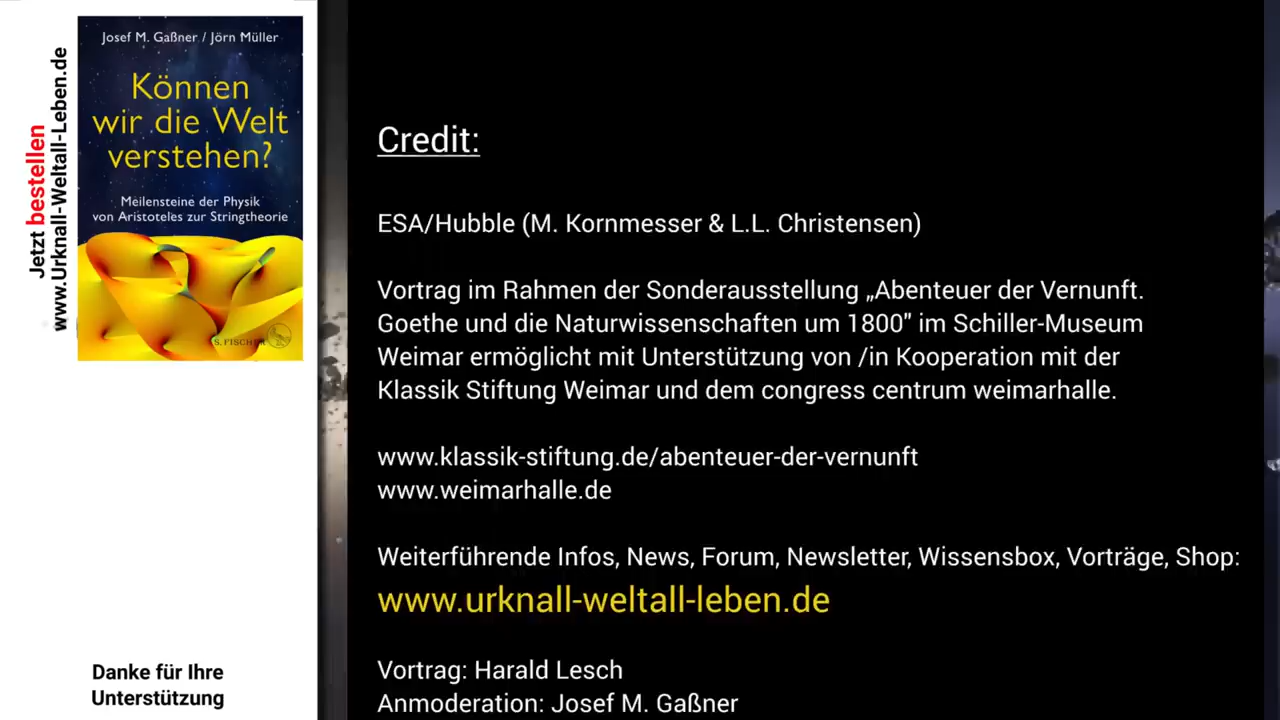 Jetzt bestellen
www.Urknall-Weltall-Leben.de
Josef M. Gaßner / Jörn Müller
Können
wir die Welt
verstehen?
Meilensteine der Physik
von Aristoteles zur Stringtheorie
S. FISCHER
Danke für Ihre
Unterstützung
Credit:
ESA/Hubble (M. Kornmesser & L.L. Christensen)
Vortrag im Rahmen der Sonderausstellung „Abenteuer der Vernunft.
Goethe und die Naturwissenschaften um 1800" im Schiller-Museum
Weimar ermöglicht mit Unterstützung von /in Kooperation mit der
Klassik Stiftung Weimar und dem congress centrum weimarhalle.
www.klassik-stiftung.de/abenteuer-der-vernunft
www.weimarhalle.de
Weiterführende Infos, News, Forum, Newsletter, Wissensbox, Vorträge, Shop:
www.urknall-weltall-leben.de
Vortrag: Harald Lesch
Anmoderation: Josef M. Gaßner